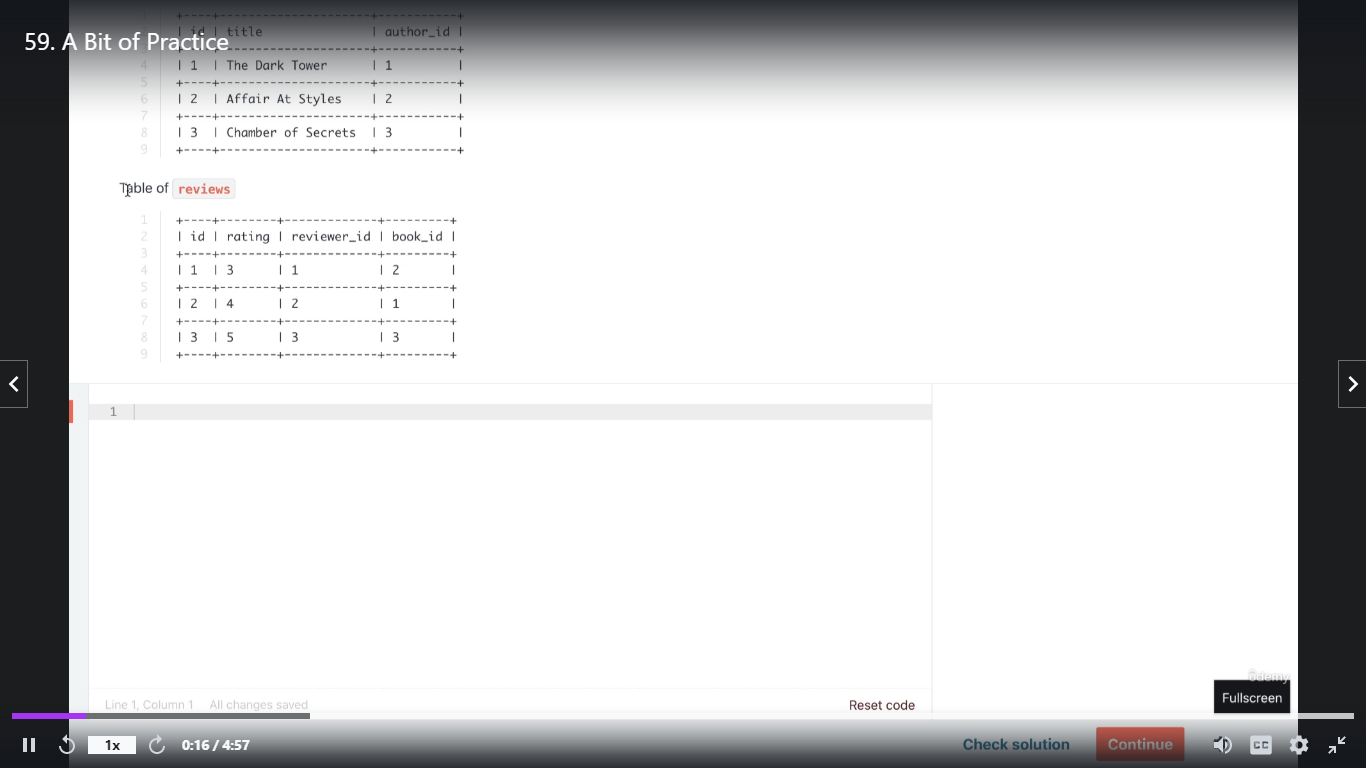 59. A Bit of Practice
+----+---------------------+-----------+
| id | title | author_id |
+----+---------------------+-----------+
4 | 1 | The Dark Tower | 1 |
5 +----+---------------------+-----------+
6 | 2 | Affair At Styles | 2 |
7 +----+---------------------+-----------+
8 | 3 | Chamber of Secrets | 3 |
9 +----+---------------------+-----------+
Table of reviews
1 +----+--------+-------------+---------+
2 | id | rating | reviewer_id | book_id |
3 +----+--------+-------------+---------+
4 | 1 | 3 | 1 | 2 |
5 +----+--------+-------------+---------+
6 | 2 | 4 | 2 | 1 |
7 +----+--------+-------------+---------+
8 | 3 | 5 | 3 | 3 |
9 +----+--------+-------------+---------+
1
Line 1, Column 1 All changes saved Reset code
Udemy
Fullscreen
1x 0:16 / 4:57 Check solution Continue CC